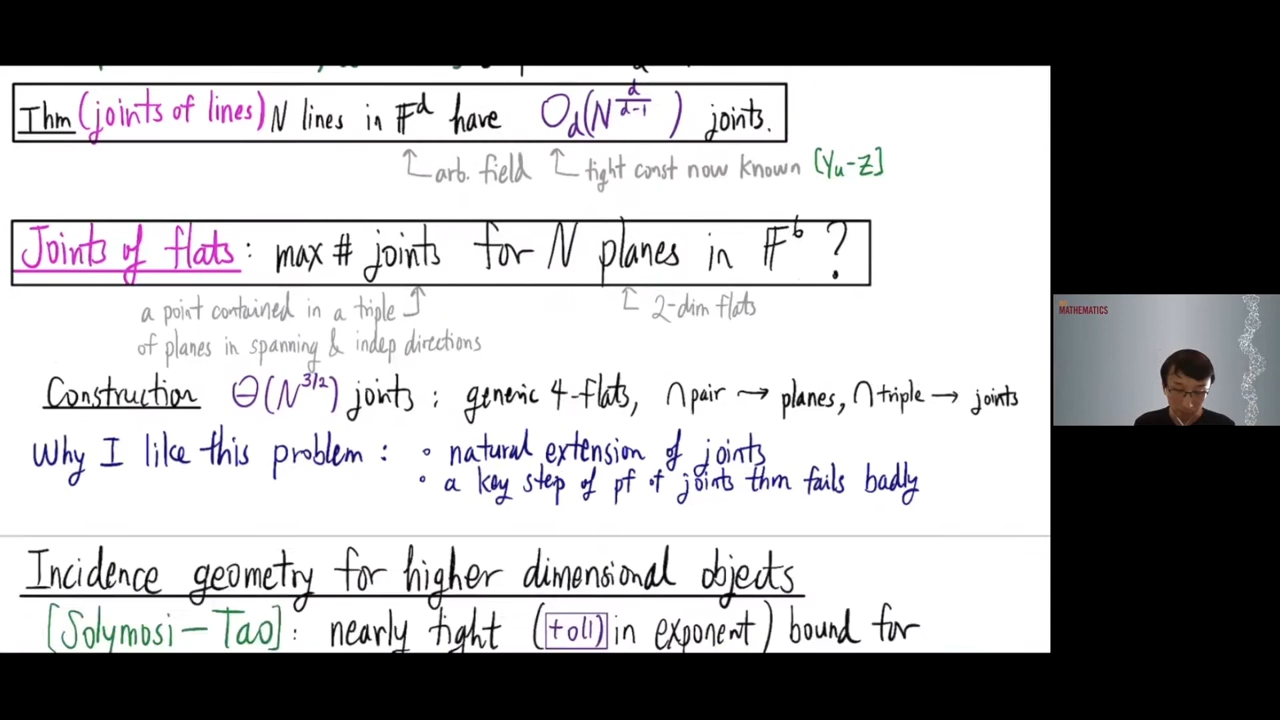 Thm (joints of lines) N lines in 𝔽^d have O_d(N^{d/(d-1)}) joints.
arb. field tight const now known [Yu-Z]
Joints of flats: max # joints for N planes in 𝔽^6 ?
a point contained in a triple 2-dim flats
of planes in spanning & indep directions
Construction Θ(N^{3/2}) joints: generic 4-flats, ∩pair → planes, ∩triple → joints
Why I like this problem: • natural extension of joints
• a key step of pf of joints thm fails badly
Incidence geometry for higher dimensional objects
[Solymosi-Tao]: nearly tight (+o(1) in exponent) bound for
MATHEMATICS